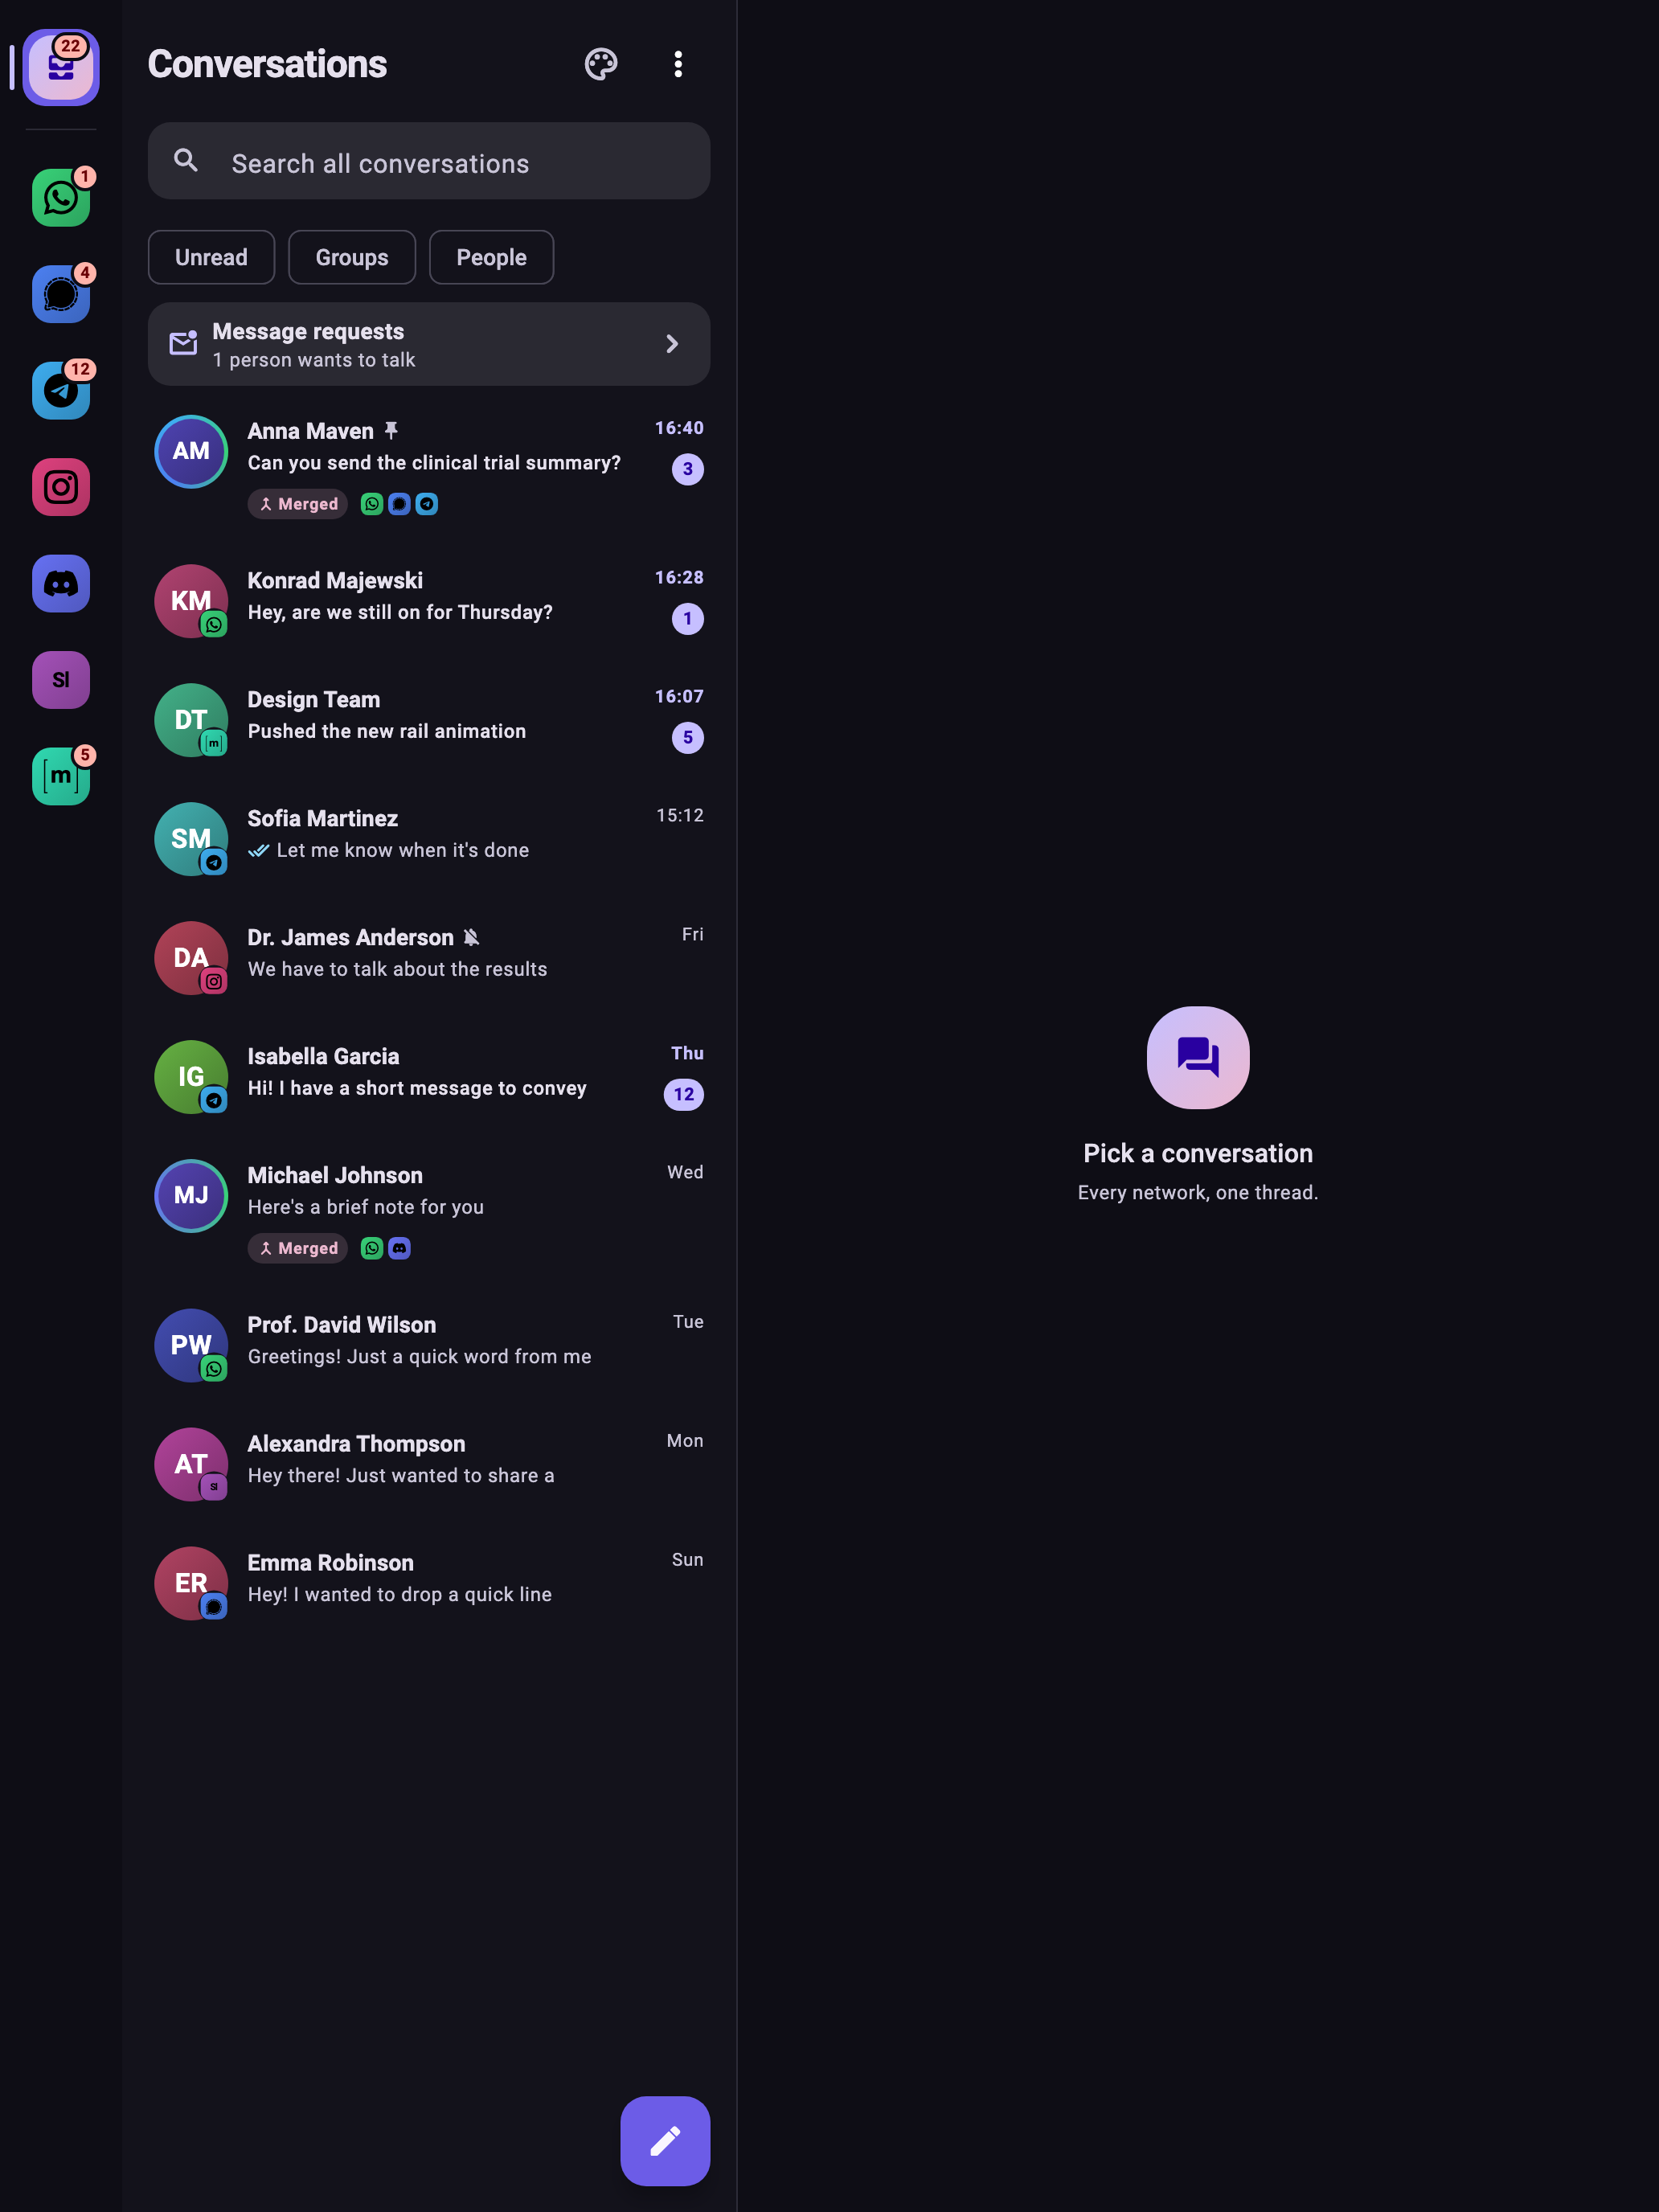 22
Conversations
Search all conversations
1
Unread
Groups
People
4
Message requests
1 person wants to talk
12
AM
Anna Maven
16:40
Can you send the clinical trial summary?
3
Merged
KM
Konrad Majewski
16:28
Hey, are we still on for Thursday?
1
Sl
DT
Design Team
16:07
Pushed the new rail animation
5
[m]
5
[m]
SM
Sofia Martinez
15:12
Let me know when it's done
DA
Dr. James Anderson
Fri
We have to talk about the results
IG
Isabella Garcia
Thu
Hi! I have a short message to convey
12
MJ
Michael Johnson
Wed
Here's a brief note for you
Merged
Pick a conversation
Every network, one thread.
PW
Prof. David Wilson
Tue
Greetings! Just a quick word from me
AT
Alexandra Thompson
Mon
Hey there! Just wanted to share a
Sl
ER
Emma Robinson
Sun
Hey! I wanted to drop a quick line